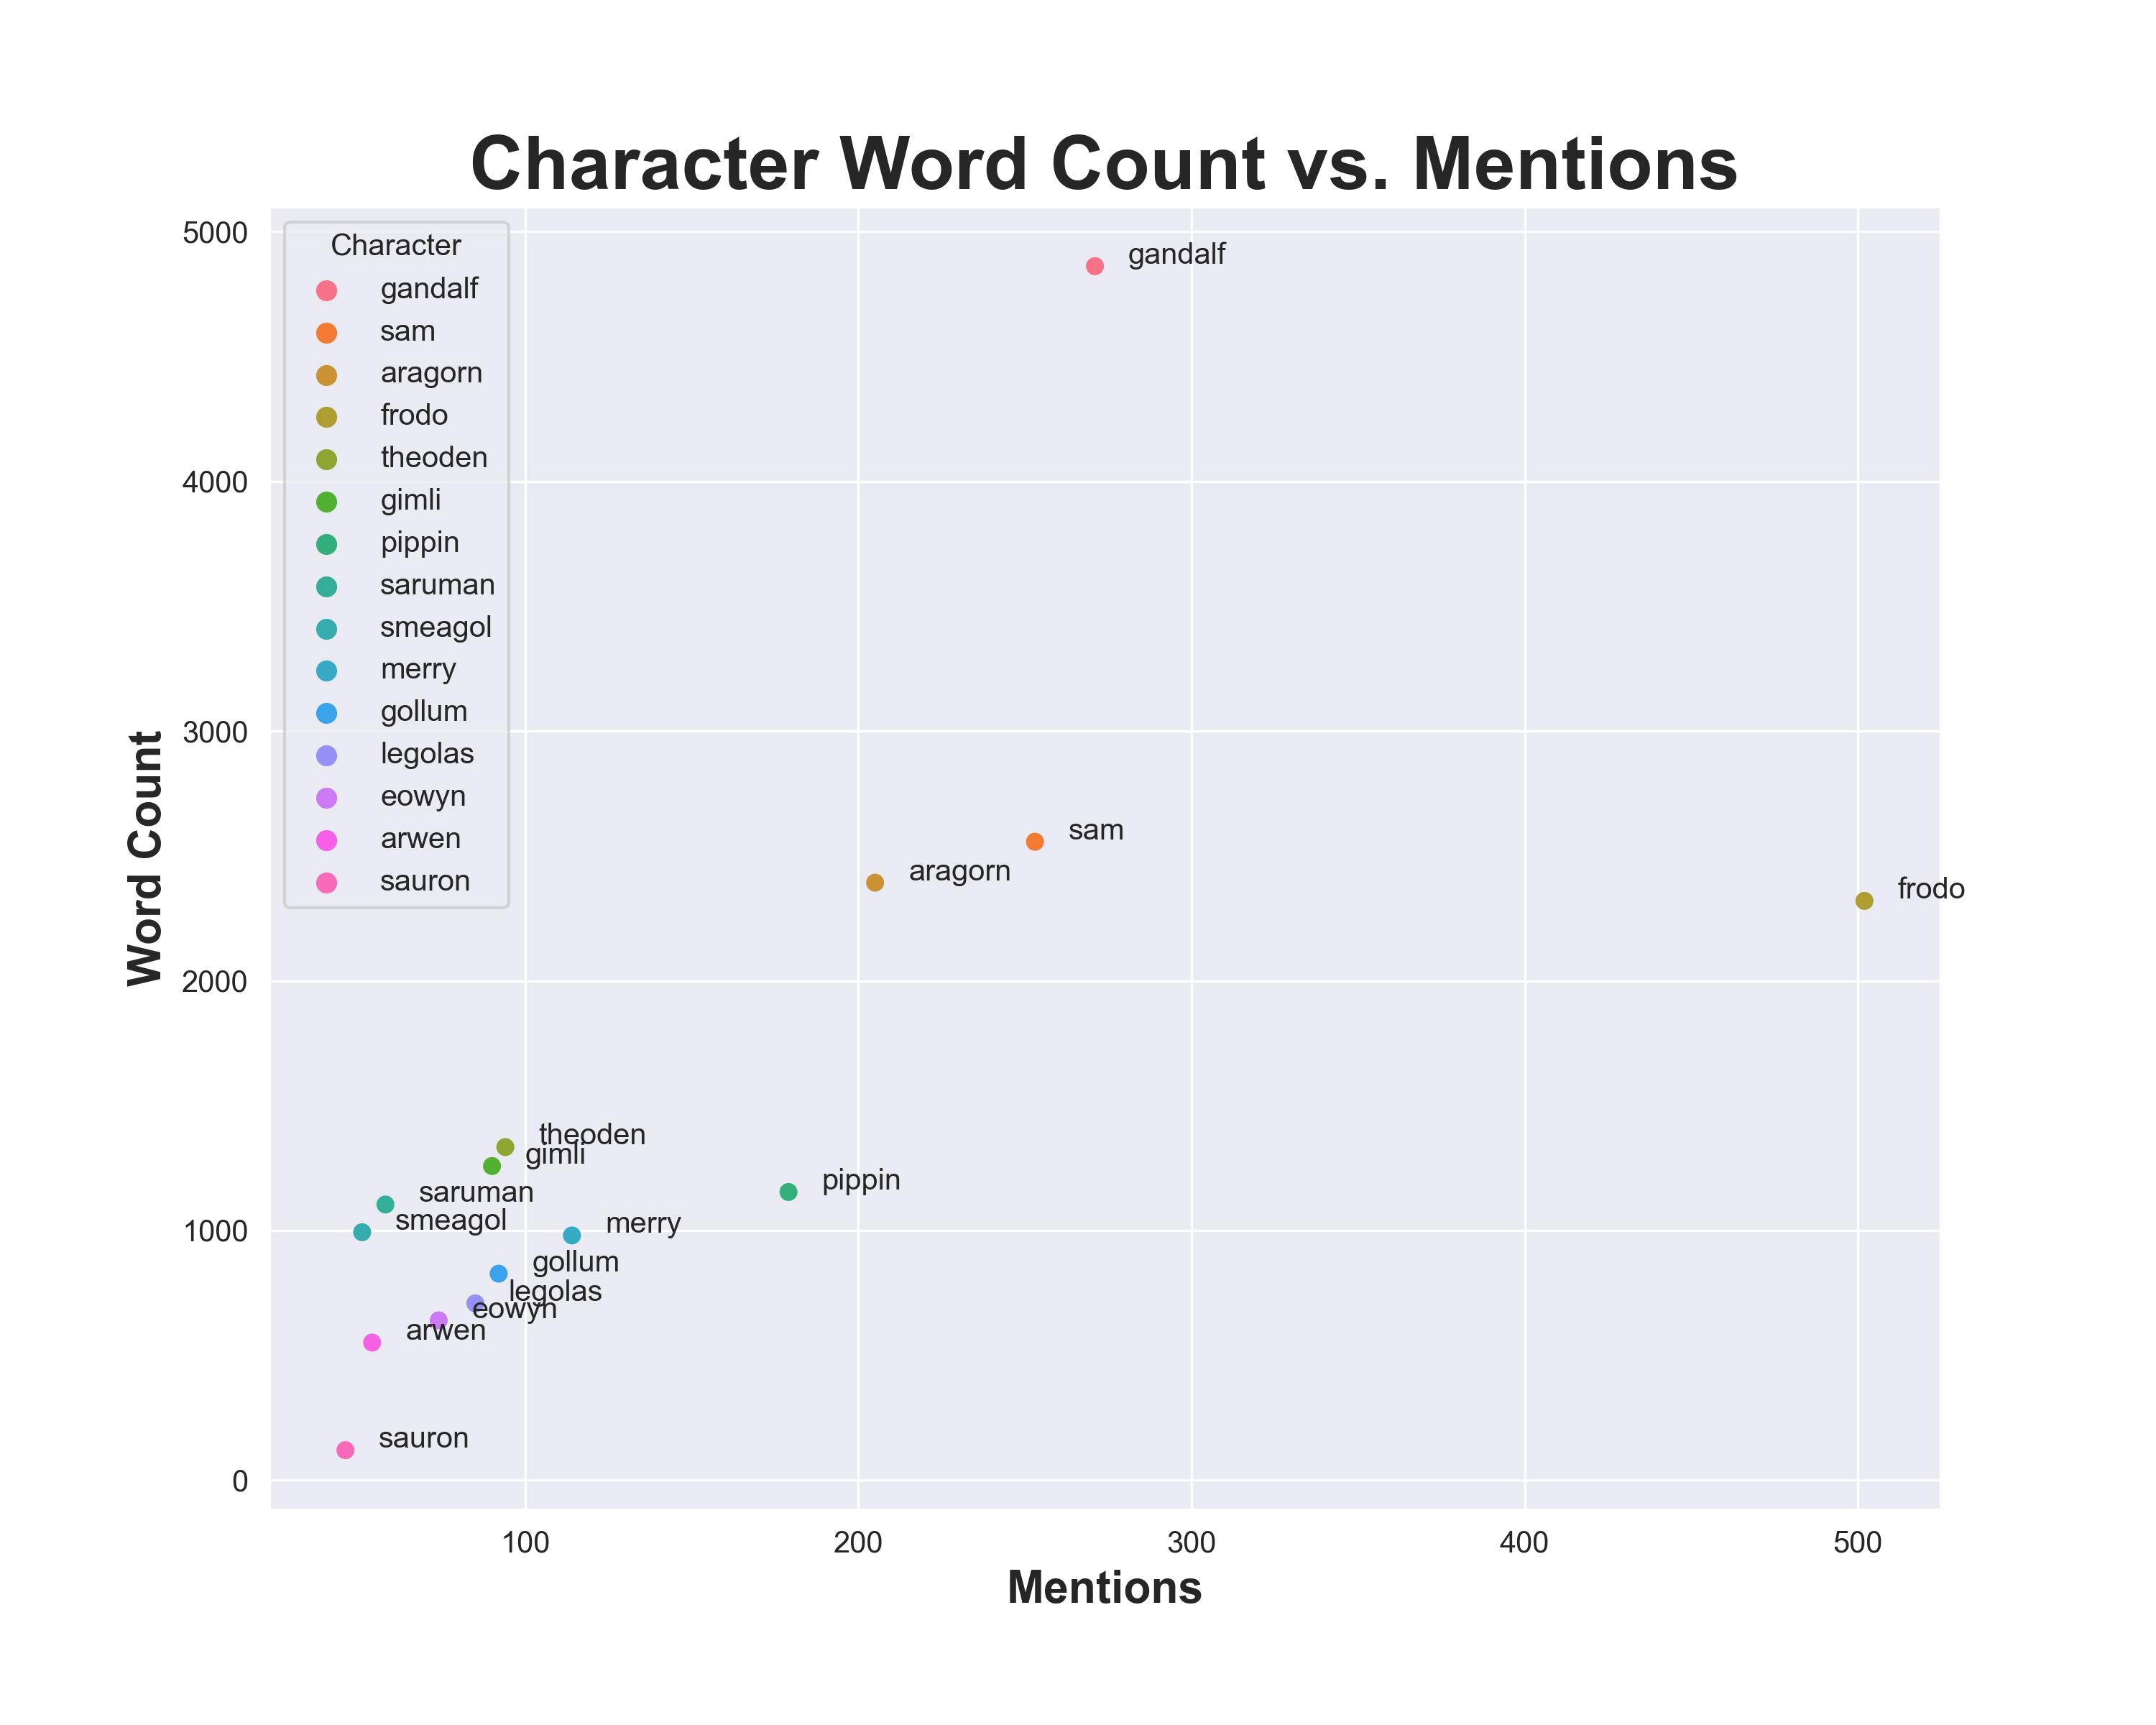 Character Word Count vs. Mentions
Character
gandalf
sam
aragorn
frodo
theoden
gimli
pippin
saruman
smeagol
merry
gollum
legolas
eowyn
arwen
sauron
Word Count
5000
4000
3000
2000
1000
0
gandalf
sam
aragorn
frodo
theoden
gimli
pippin
saruman
smeagol
merry
gollum
legolas
eowyn
arwen
sauron
100
200
300
400
500
Mentions